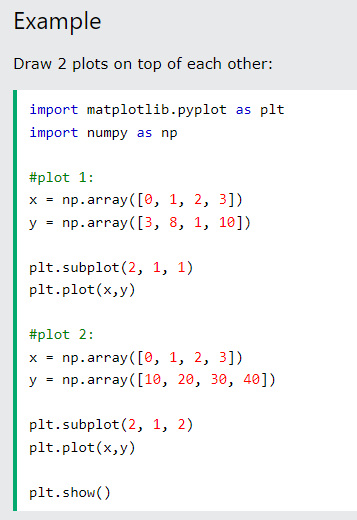 Example
Draw 2 plots on top of each other:
import matplotlib.pyplot as plt
import numpy as np
#plot 1:
x = np.array([0, 1, 2, 3])
y = np.array([3, 8, 1, 10])
plt.subplot(2, 1, 1)
plt.plot(x,y)
#plot 2:
x = np.array([0, 1, 2, 3])
y = np.array([10, 20, 30, 40])
plt.subplot(2, 1, 2)
plt.plot(x,y)
plt.show()